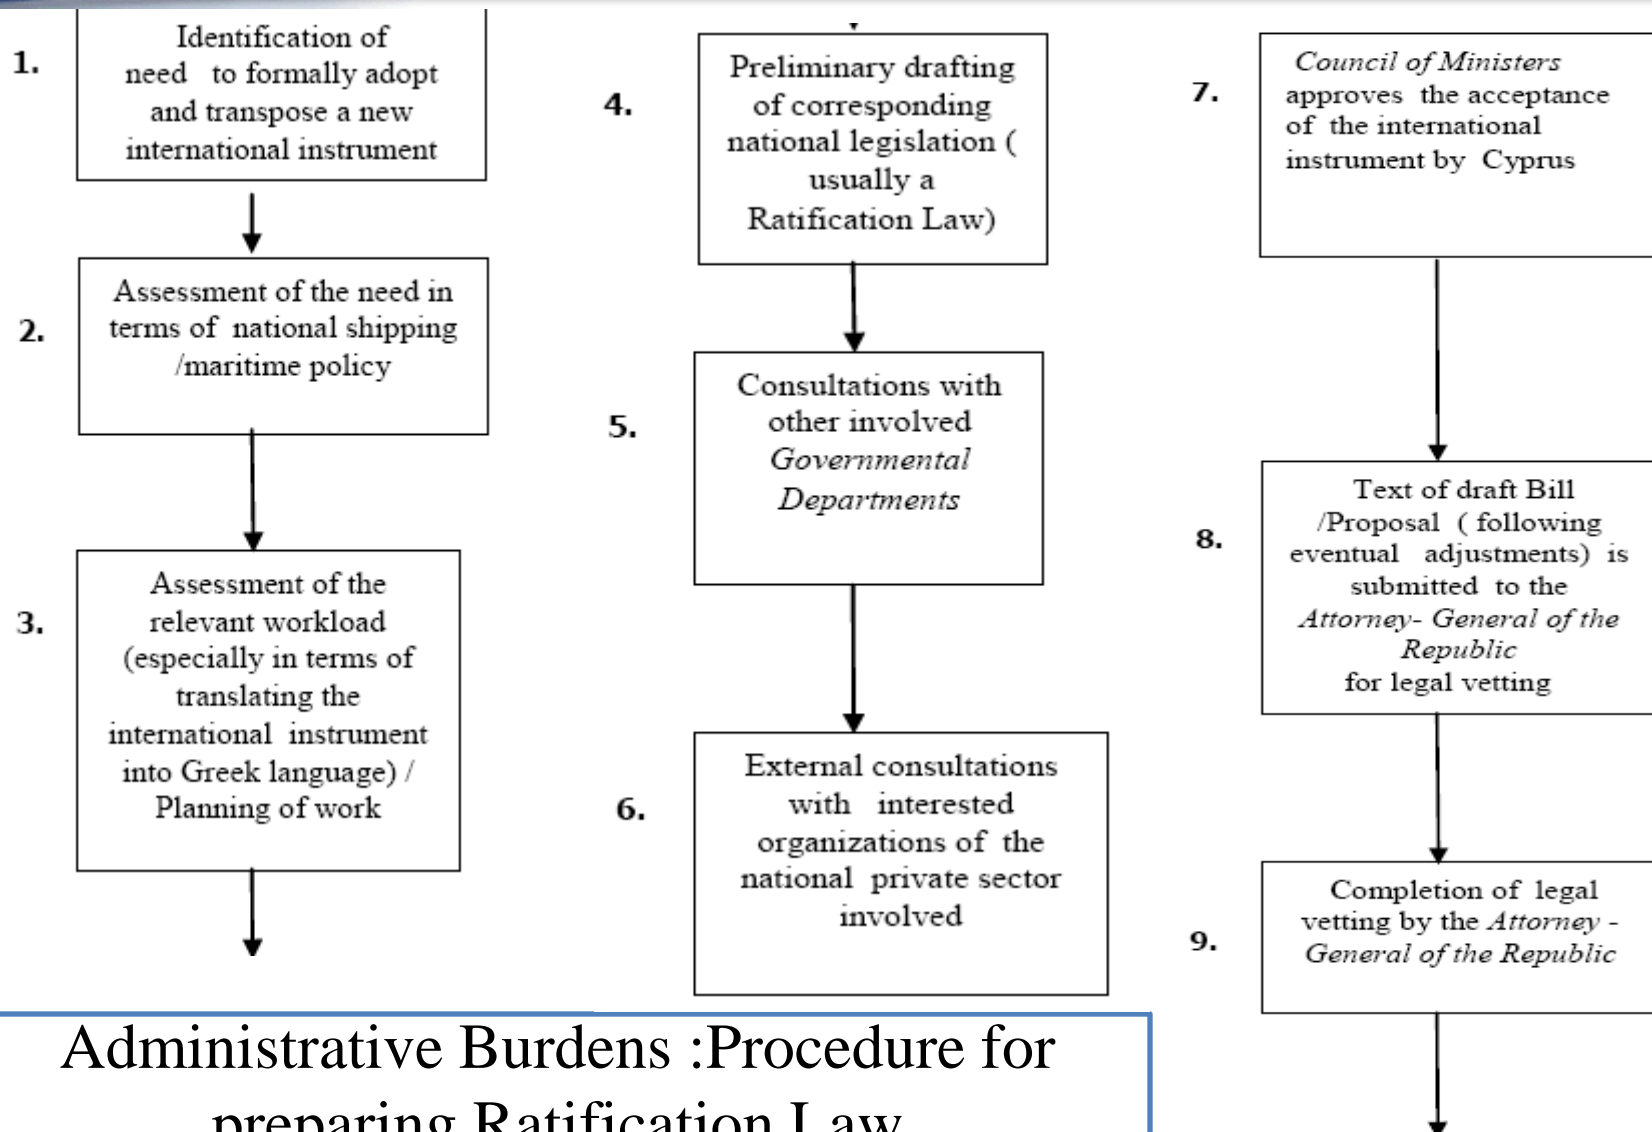 1.
Identification of
need to formally adopt
and transpose a new
international instrument
2.
Assessment of the need in
terms of national shipping
/maritime policy
3.
Assessment of the
relevant workload
(especially in terms of
translating the
international instrument
into Greek language) /
Planning of work
4.
Preliminary drafting
of corresponding
national legislation (
usually a
Ratification Law)
5.
Consultations with
other involved
Governmental
Departments
6.
External consultations
with interested
organizations of the
national private sector
involved
7.
Council of Ministers
approves the acceptance
of the international
instrument by Cyprus
8.
Text of draft Bill
/Proposal ( following
eventual adjustments) is
submitted to the
Attorney- General of the
Republic
for legal vetting
9.
Completion of legal
vetting by the Attorney -
General of the Republic
Administrative Burdens :Procedure for
preparing Ratification Law